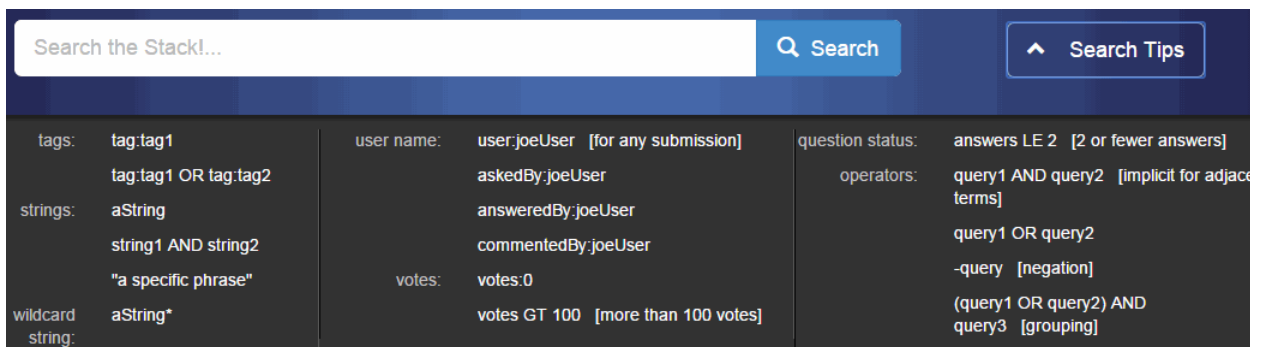 Search the Stack!...
Search
Search Tips
tags: tag:tag1
tag:tag1 OR tag:tag2
strings: aString
string1 AND string2
"a specific phrase"
wildcard string: aString*
user name: user:joeUser [for any submission]
askedBy:joeUser
answeredBy:joeUser
commentedBy:joeUser
votes: votes:0
votes GT 100 [more than 100 votes]
question status: answers LE 2 [2 or fewer answers]
operators: query1 AND query2 [implicit for adjace
terms]
query1 OR query2
-query [negation]
(query1 OR query2) AND
query3 [grouping]